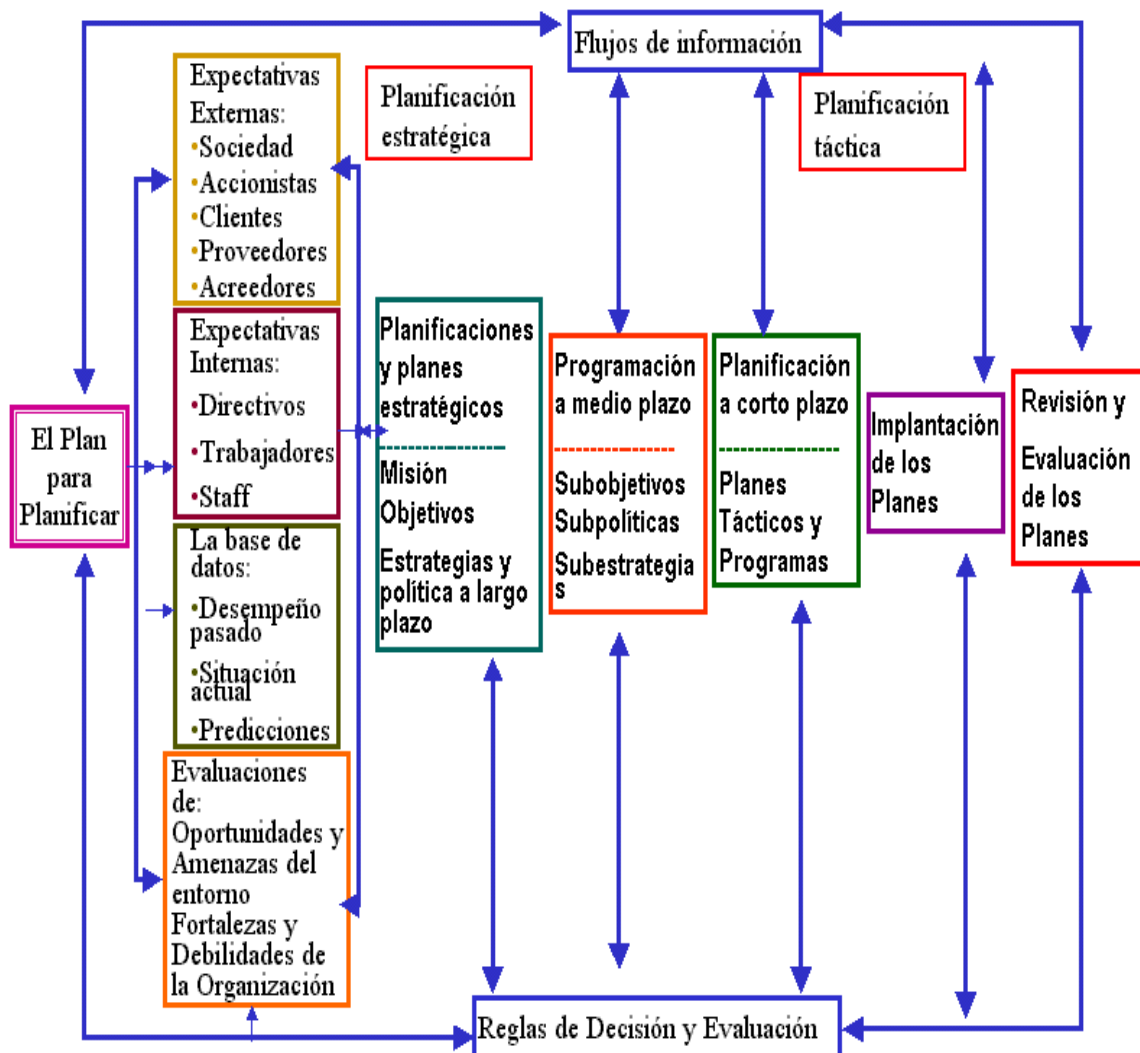 Flujos de información
Planificación
estratégica
Planificación
táctica
El Plan
para
Planificar
Expectativas
Externas:
•Sociedad
•Accionistas
•Clientes
•Proveedores
•Acreedores
Expectativas
Internas:
•Directivos
•Trabajadores
•Staff
La base de
datos:
•Desempeño
pasado
•Situación
actual
•Predicciones
Evaluaciones
de:
Oportunidades y
Amenazas del
entorno
Fortalezas y
Debilidades de
la Organización
Planificaciones
y planes
estratégicos
Misión
Objetivos
Estrategias y
política a largo
plazo
Programación
a medio plazo
Subobjetivos
Subpolíticas
Subestrategia
s
Planificación
a corto plazo
Planes
Tácticos y
Programas
Implantación
de los
Planes
Revisión y
Evaluación
de los
Planes
Reglas de Decisión y Evaluación